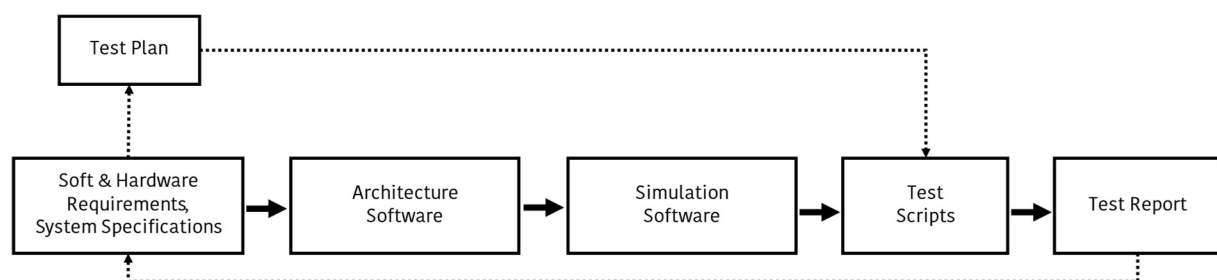 Test Plan
Soft & Hardware
Requirements,
System Specifications
Architecture
Software
Simulation
Software
Test
Scripts
Test Report